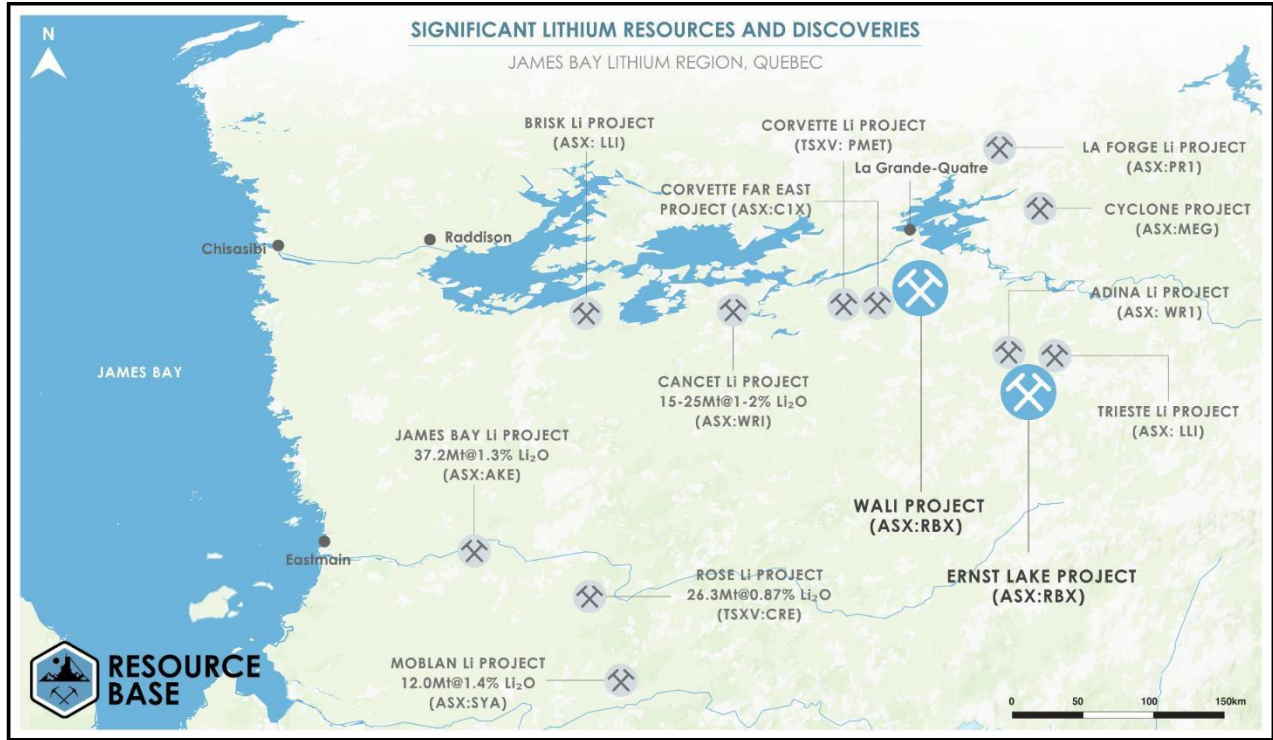 N
SIGNIFICANT LITHIUM RESOURCES AND DISCOVERIES
JAMES BAY LITHIUM REGION, QUEBEC
BRISK Li PROJECT
(ASX: LLI)
CORVETTE Li PROJECT
(TSXV: PMET)
La Grande-Quatre
LA FORGE Li PROJECT
(ASX:PR1)
CORVETTE FAR EAST
PROJECT (ASX:C1X)
CYCLONE PROJECT
(ASX:MEG)
Chisasibi
Raddison
ADINA Li PROJECT
(ASX: WR1)
JAMES BAY
CANCET Li PROJECT
15-25Mt@1-2% Li₂O
(ASX:WRI)
TRIESTE Li PROJECT
(ASX: LLI)
JAMES BAY Li PROJECT
37.2Mt@1.3% Li₂O
(ASX:AKE)
WALI PROJECT
(ASX:RBX)
Eastmain
ROSE Li PROJECT
26.3Mt@0.87% Li₂O
(TSXV:CRE)
ERNST LAKE PROJECT
(ASX:RBX)
MOBLAN Li PROJECT
12.0Mt@1.4% Li₂O
(ASX:SYA)
RESOURCE
BASE
0 50 100 150km